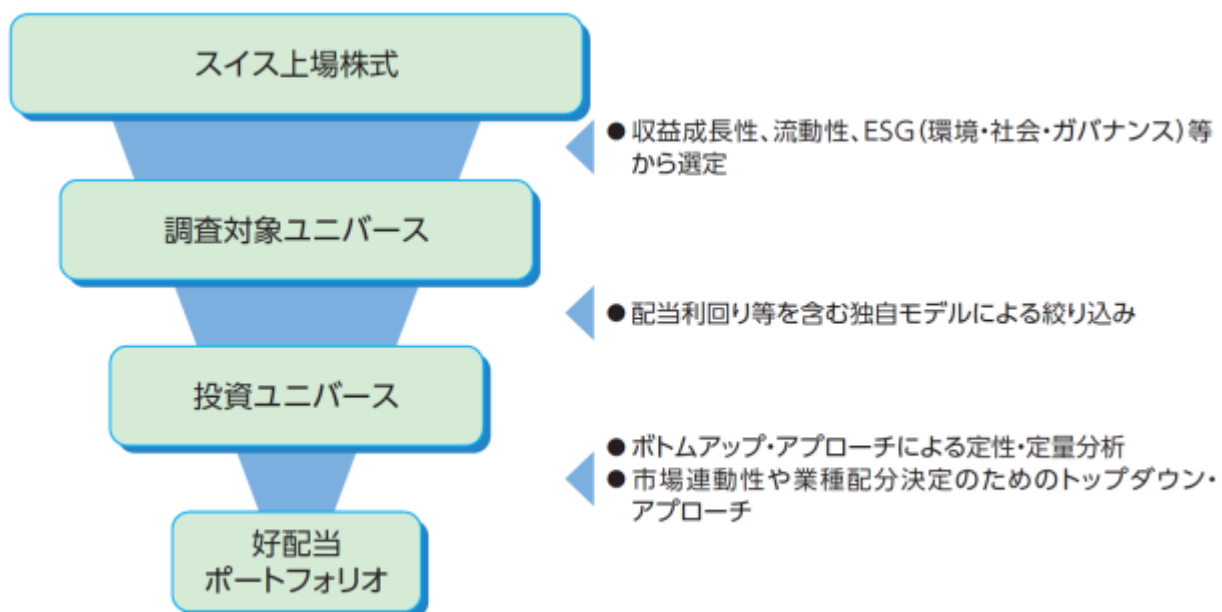 スイス上場株式
● 収益成長性、流動性、ESG(環境・社会・ガバナンス)等
から選定
調査対象ユニバース
● 配当利回り等を含む独自モデルによる絞り込み
投資ユニバース
● ボトムアップ・アプローチによる定性・定量分析
● 市場連動性や業種配分決定のためのトップダウン・
アプローチ
好配当
ポートフォリオ